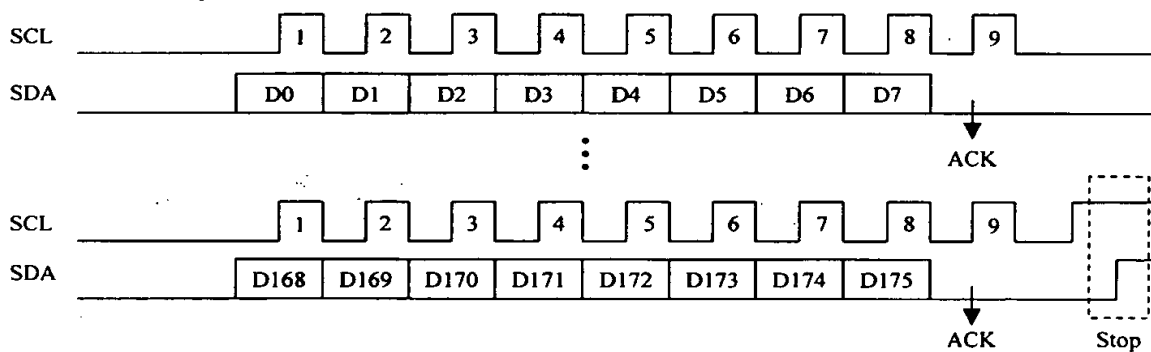 SCL 1 2 3 4 5 6 7 8 9
SDA D0 D1 D2 D3 D4 D5 D6 D7
ACK
SCL 1 2 3 4 5 6 7 8 9
SDA D168 D169 D170 D171 D172 D173 D174 D175
ACK Stop